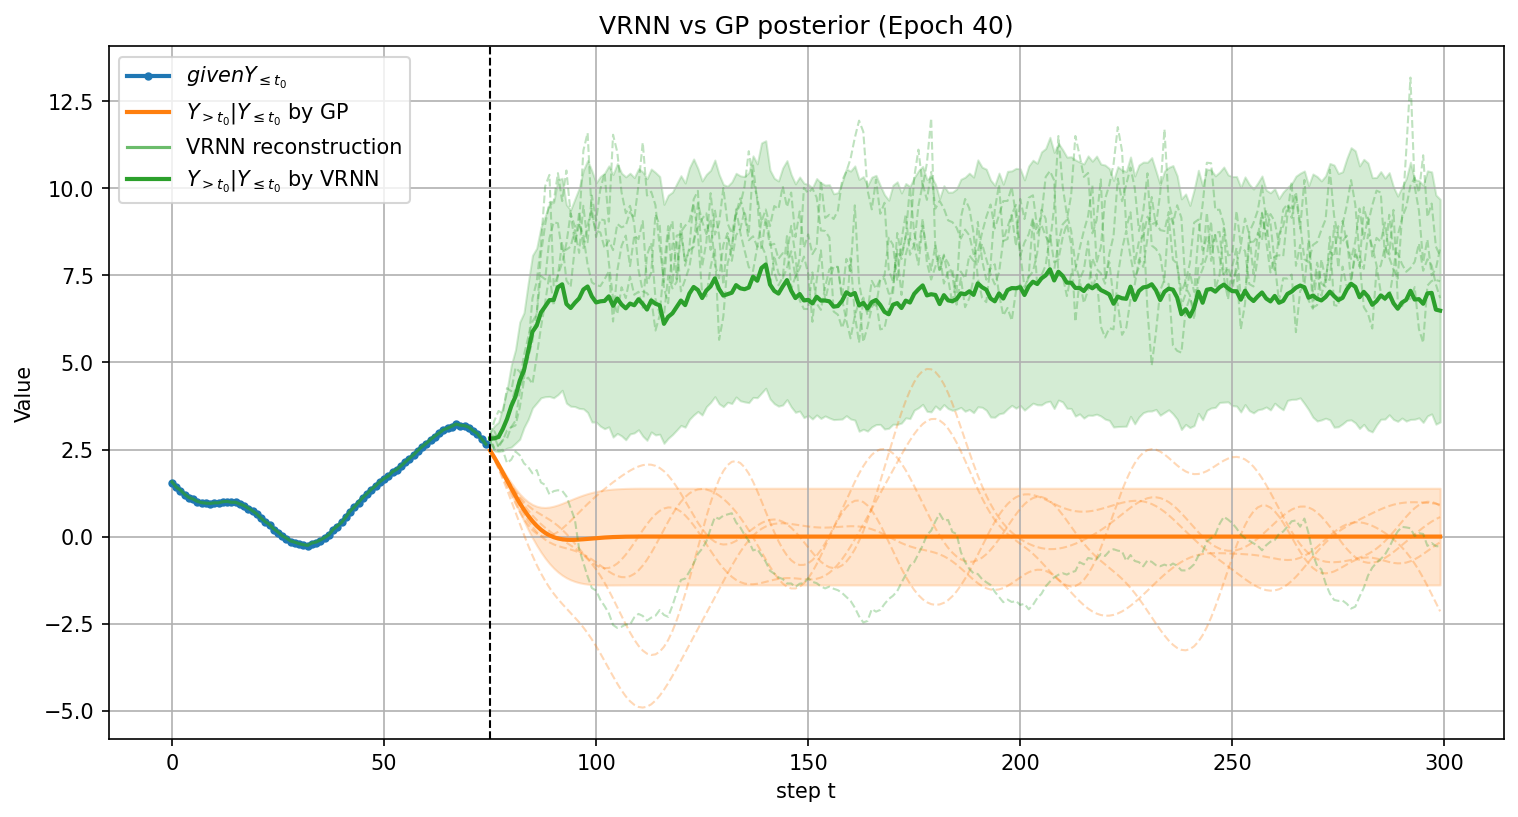 VRNN vs GP posterior (Epoch 40)
givenY≤t₀
Y>t₀|Y≤t₀ by GP
VRNN reconstruction
Y>t₀|Y≤t₀ by VRNN
12.5
10.0
7.5
5.0
2.5
0.0
−2.5
−5.0
Value
0 50 100 150 200 250 300
step t